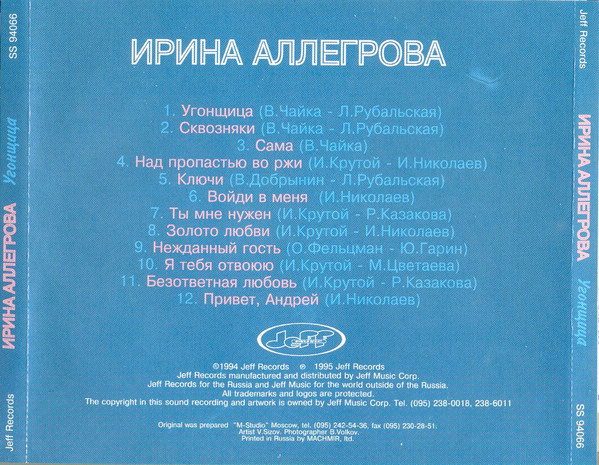 Jeff Records
SS 94066
ИРИНА АЛЛЕГРОВА Угонщица
ИРИНА АЛЛЕГРОВА
1. Угонщица (В.Чайка - Л.Рубальская)
2. Сквозняки (В.Чайка - Л.Рубальская)
3. Сама (В.Чайка)
4. Над пропастью во ржи (И.Крутой - И.Николаев)
5. Ключи (В.Добрынин - Л.Рубальская)
6. Войди в меня (И.Николаев)
7. Ты мне нужен (И.Крутой - Р.Казакова)
8. Золото любви (И.Крутой - И.Николаев)
9. Нежданный гость (О.Фельцман - Ю.Гарин)
10. Я тебя отвоюю (И.Крутой - М.Цветаева)
11. Безответная любовь (И.Крутой - Р.Казакова)
12. Привет, Андрей (И.Николаев)
Jeff
MUSIC
©1994 Jeff Records ℗ 1995 Jeff Records
Jeff Records manufactured and distributed by Jeff Music Corp.
Jeff Records for the Russia and Jeff Music for the world outside of the Russia.
All trademarks and logos are protected.
The copyright in this sound recording and artwork is owned by Jeff Music Corp. Tel. (095) 238-0018, 238-6011
Original was prepared "M-Studio" Moscow, tel. (095) 242-54-36, fax (095) 230-28-51:
Artist V.Sizov. Photographer B.Volkov.
Printed in Russia by MACHMIR, ltd.
Jeff Records
ИРИНА АЛЛЕГРОВА Угонщица
SS 94066